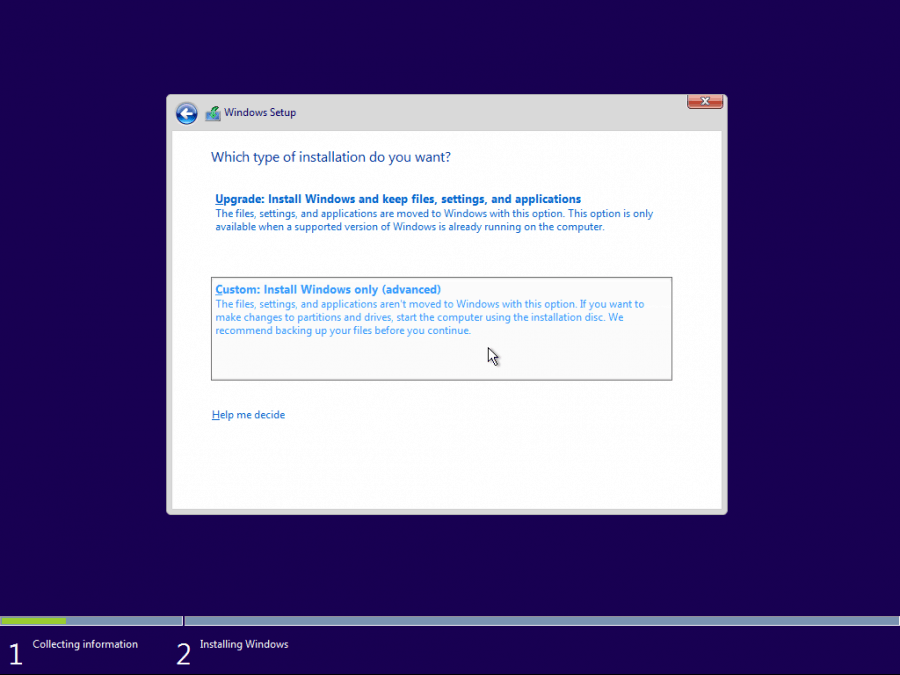 Windows Setup
Which type of installation do you want?
Upgrade: Install Windows and keep files, settings, and applications
The files, settings, and applications are moved to Windows with this option. This option is only
available when a supported version of Windows is already running on the computer.
Custom: Install Windows only (advanced)
The files, settings, and applications aren't moved to Windows with this option. If you want to
make changes to partitions and drives, start the computer using the installation disc. We
recommend backing up your files before you continue.
Help me decide
1 Collecting information
2 Installing Windows